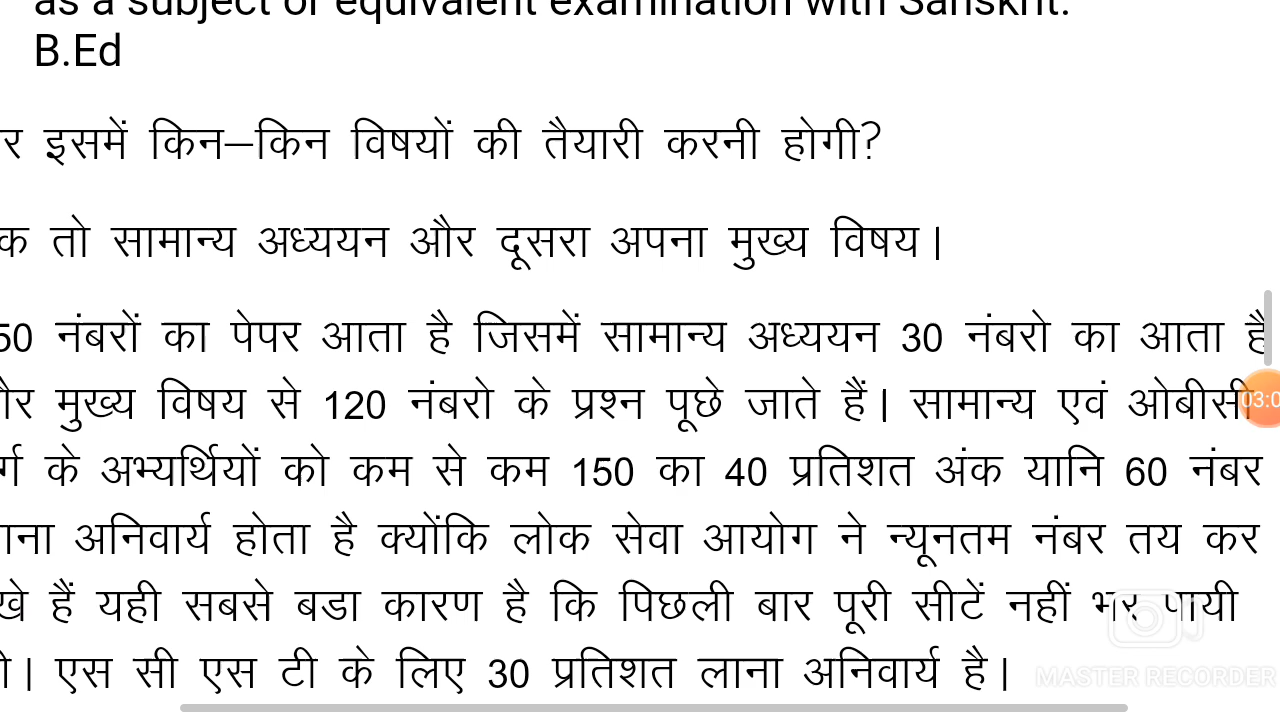 as a subject or equivalent examination with Sanskrit.
B.Ed
र इसमें किन–किन विषयों की तैयारी करनी होगी?
क तो सामान्य अध्ययन और दूसरा अपना मुख्य विषय।
50 नंबरों का पेपर आता है जिसमें सामान्य अध्ययन 30 नंबरो का आता है
र मुख्य विषय से 120 नंबरो के प्रश्न पूछे जाते हैं। सामान्य एवं ओबीसी
र्ग के अभ्यर्थियों को कम से कम 150 का 40 प्रतिशत अंक यानि 60 नंबर
ाना अनिवार्य होता है क्योंकि लोक सेवा आयोग ने न्यूनतम नंबर तय कर
खे हैं यही सबसे बडा कारण है कि पिछली बार पूरी सीटें नहीं भर पायी
। एस सी एस टी के लिए 30 प्रतिशत लाना अनिवार्य है।
03:0
MASTER RECORDER